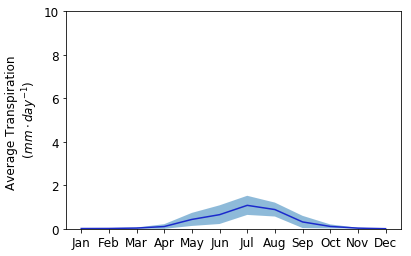 10
8
6
4
2
0
Average Transpiration
(mm · day⁻¹)
Jan Feb Mar Apr May Jun Jul Aug Sep Oct Nov Dec